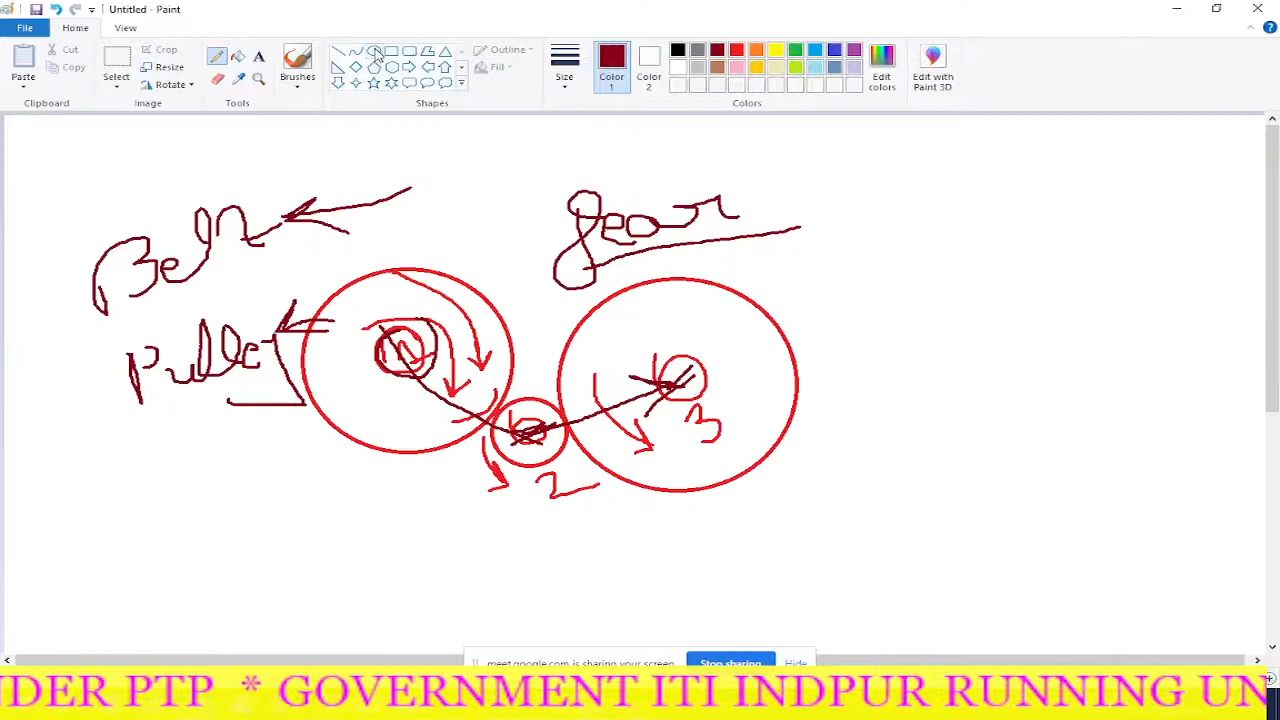 Untitled - Paint
File Home View
Paste Cut Copy Clipboard
Select Crop Resize Rotate Image
Tools
Brushes
Outline Fill Shapes
Size
Color 1 Color 2 Edit colors Colors
Edit with Paint 3D
Belt
gear
Pulley
3
2
meet.google.com is sharing your screen. Stop sharing Hide
NDER PTP * GOVERNMENT ITI INDPUR RUNNING UN